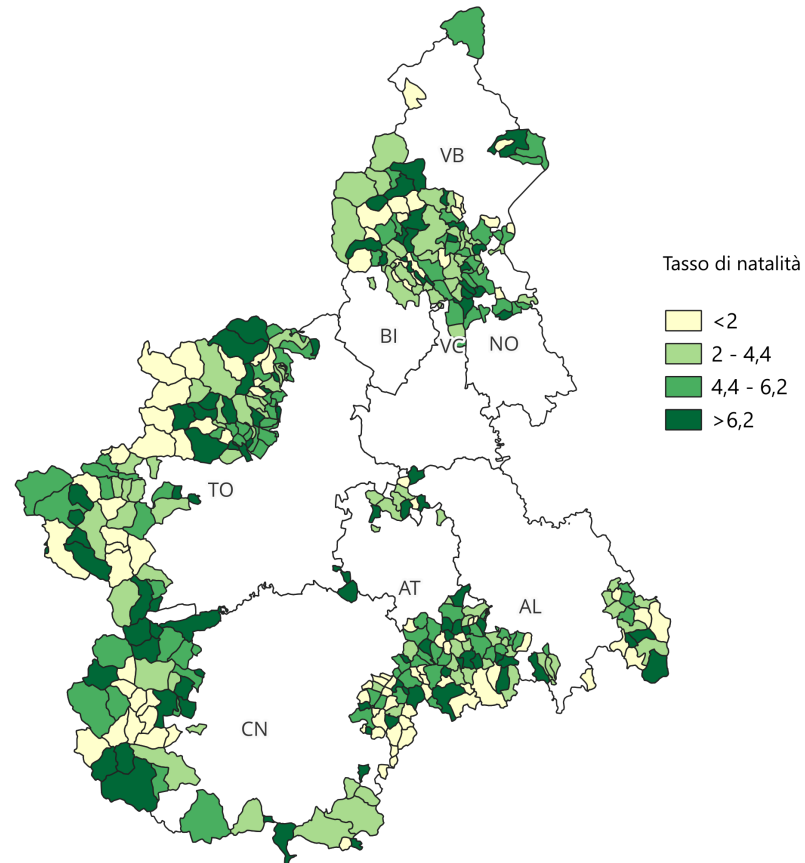 VB
Tasso di natalità
<2
2 - 4,4
4,4 - 6,2
>6,2
BI
VC
NO
TO
AT
AL
CN